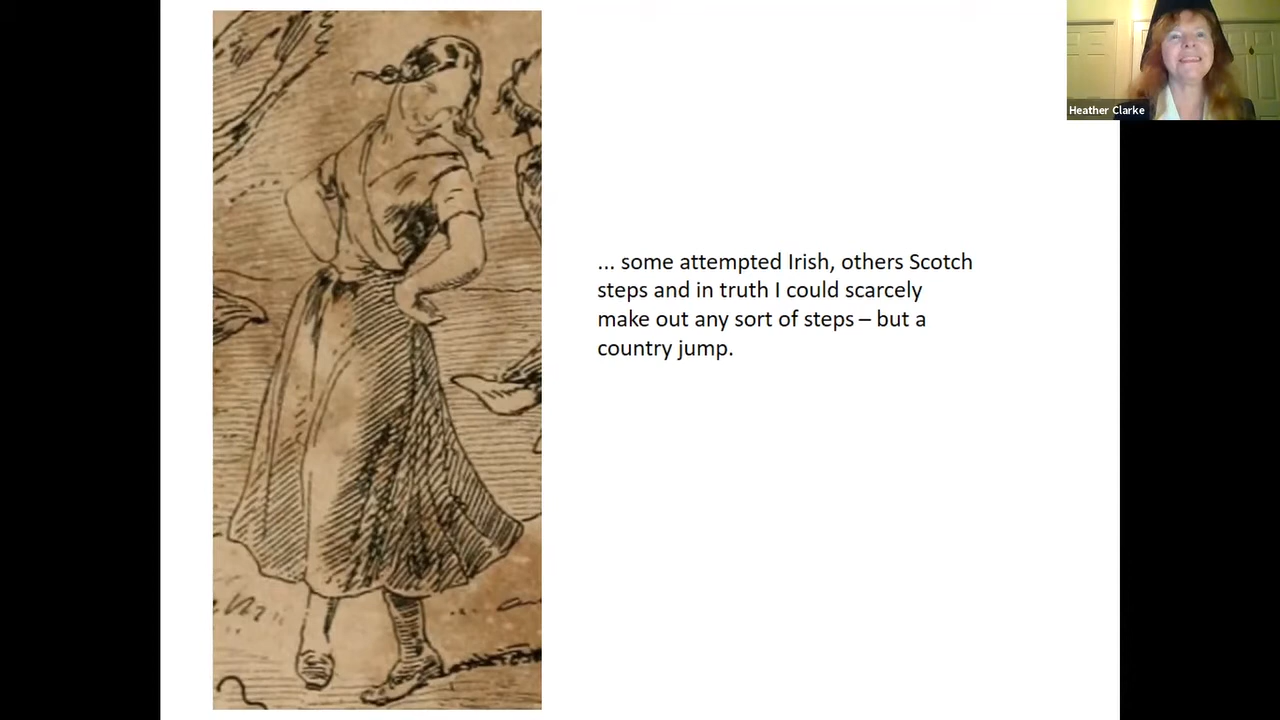 Heather Clarke
... some attempted Irish, others Scotch
steps and in truth I could scarcely
make out any sort of steps – but a
country jump.